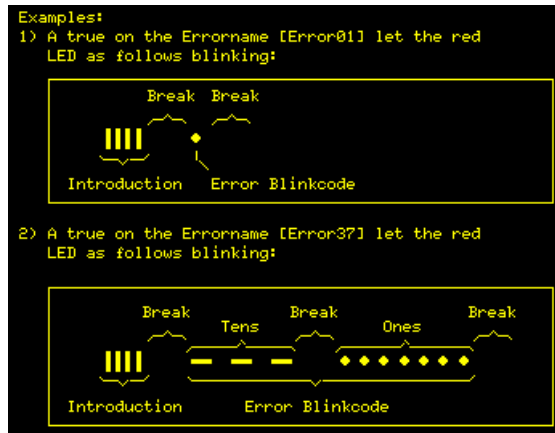 Examples:
1) A true on the Errorname [Error01] let the red
LED as follows blinking:
Break Break
Introduction Error Blinkcode
2) A true on the Errorname [Error37] let the red
LED as follows blinking:
Break Break Break
Tens Ones
Introduction Error Blinkcode